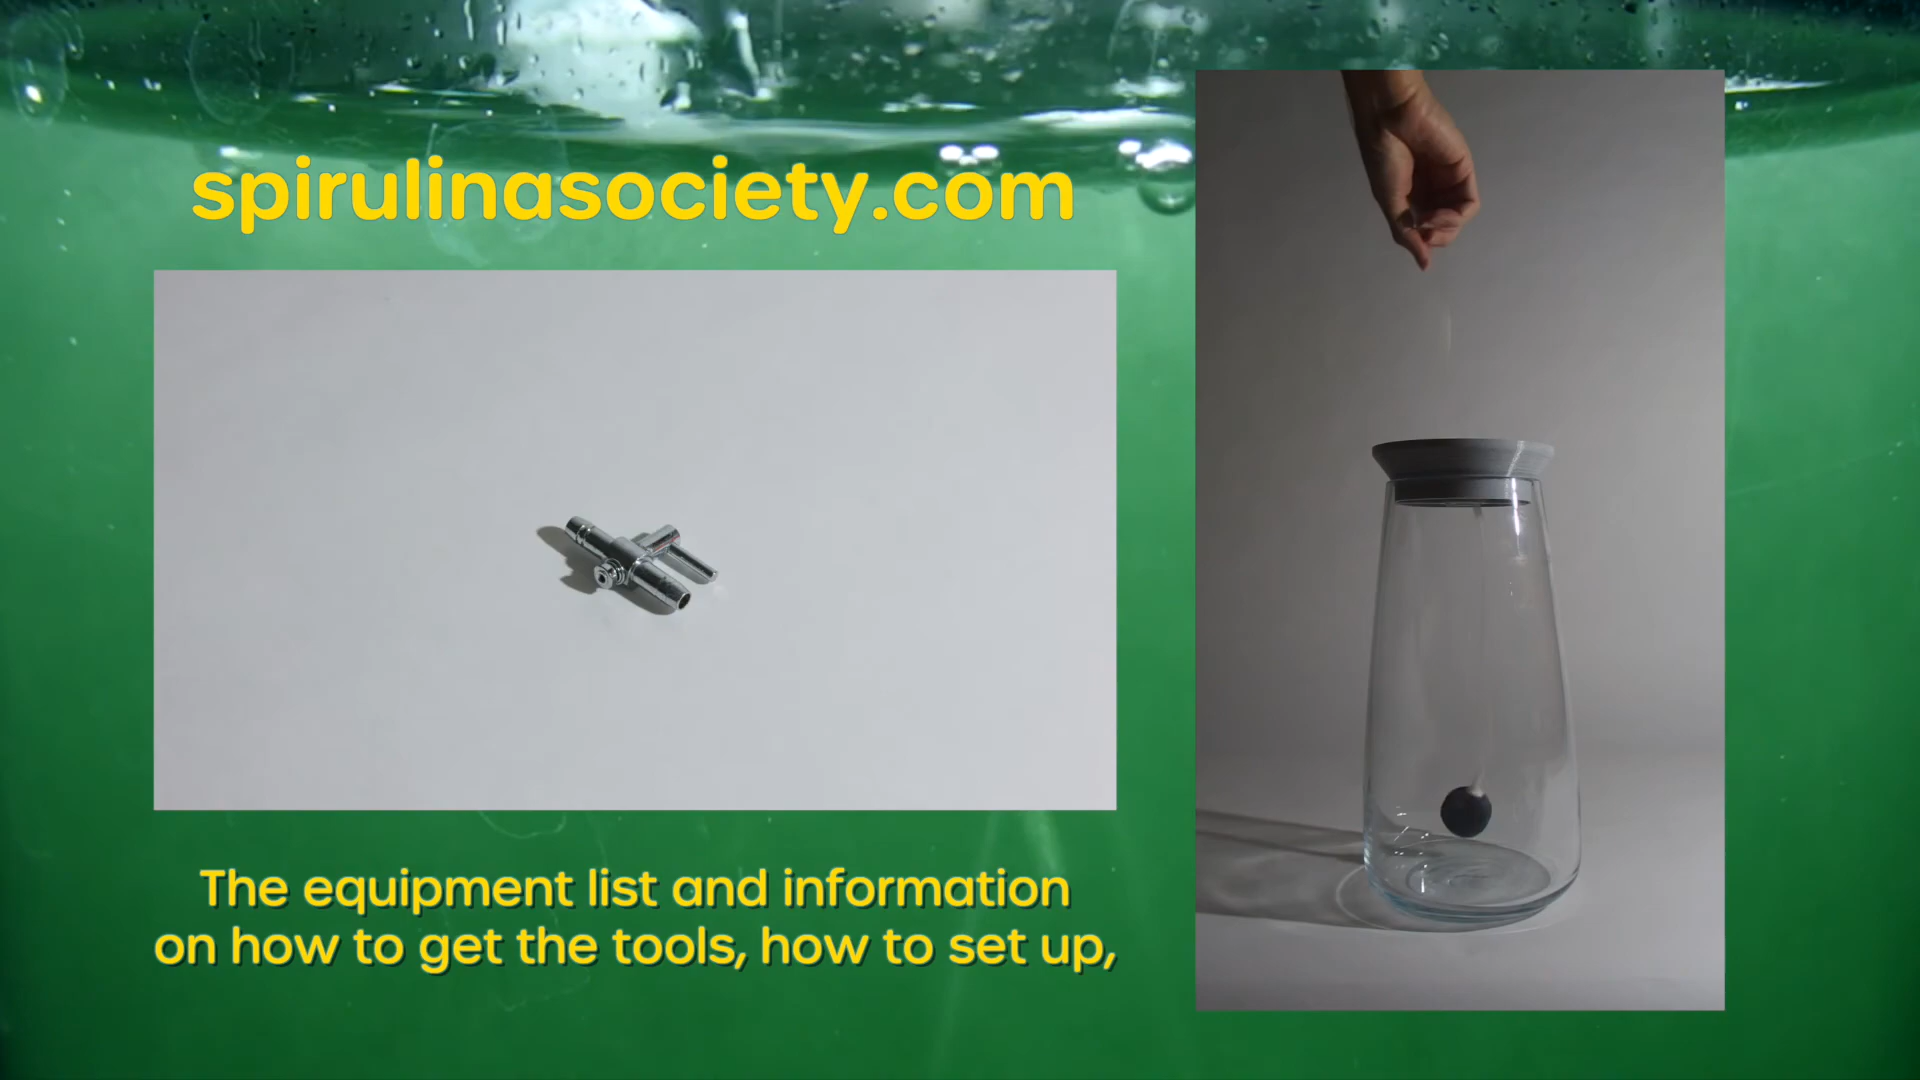 spirulinasociety.com
The equipment list and information
on how to get the tools, how to set up,